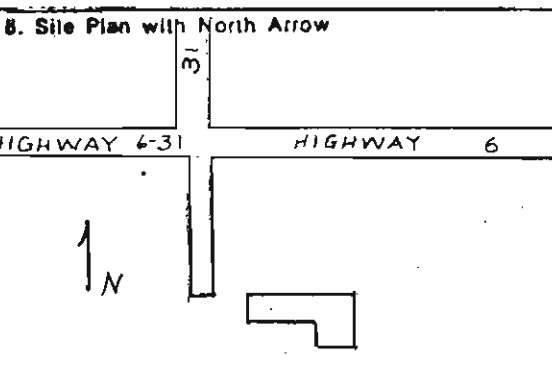 8. Site Plan with North Arrow
31
HIGHWAY 6-31
HIGHWAY 6
N